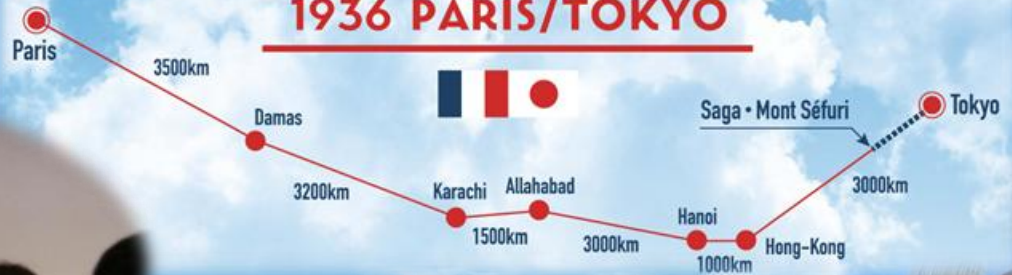 1936 PARIS/TOKYO
Paris
3500km
Damas
3200km
Karachi
1500km
Allahabad
3000km
Hanoi
1000km
Hong-Kong
3000km
Saga • Mont Séfuri
Tokyo